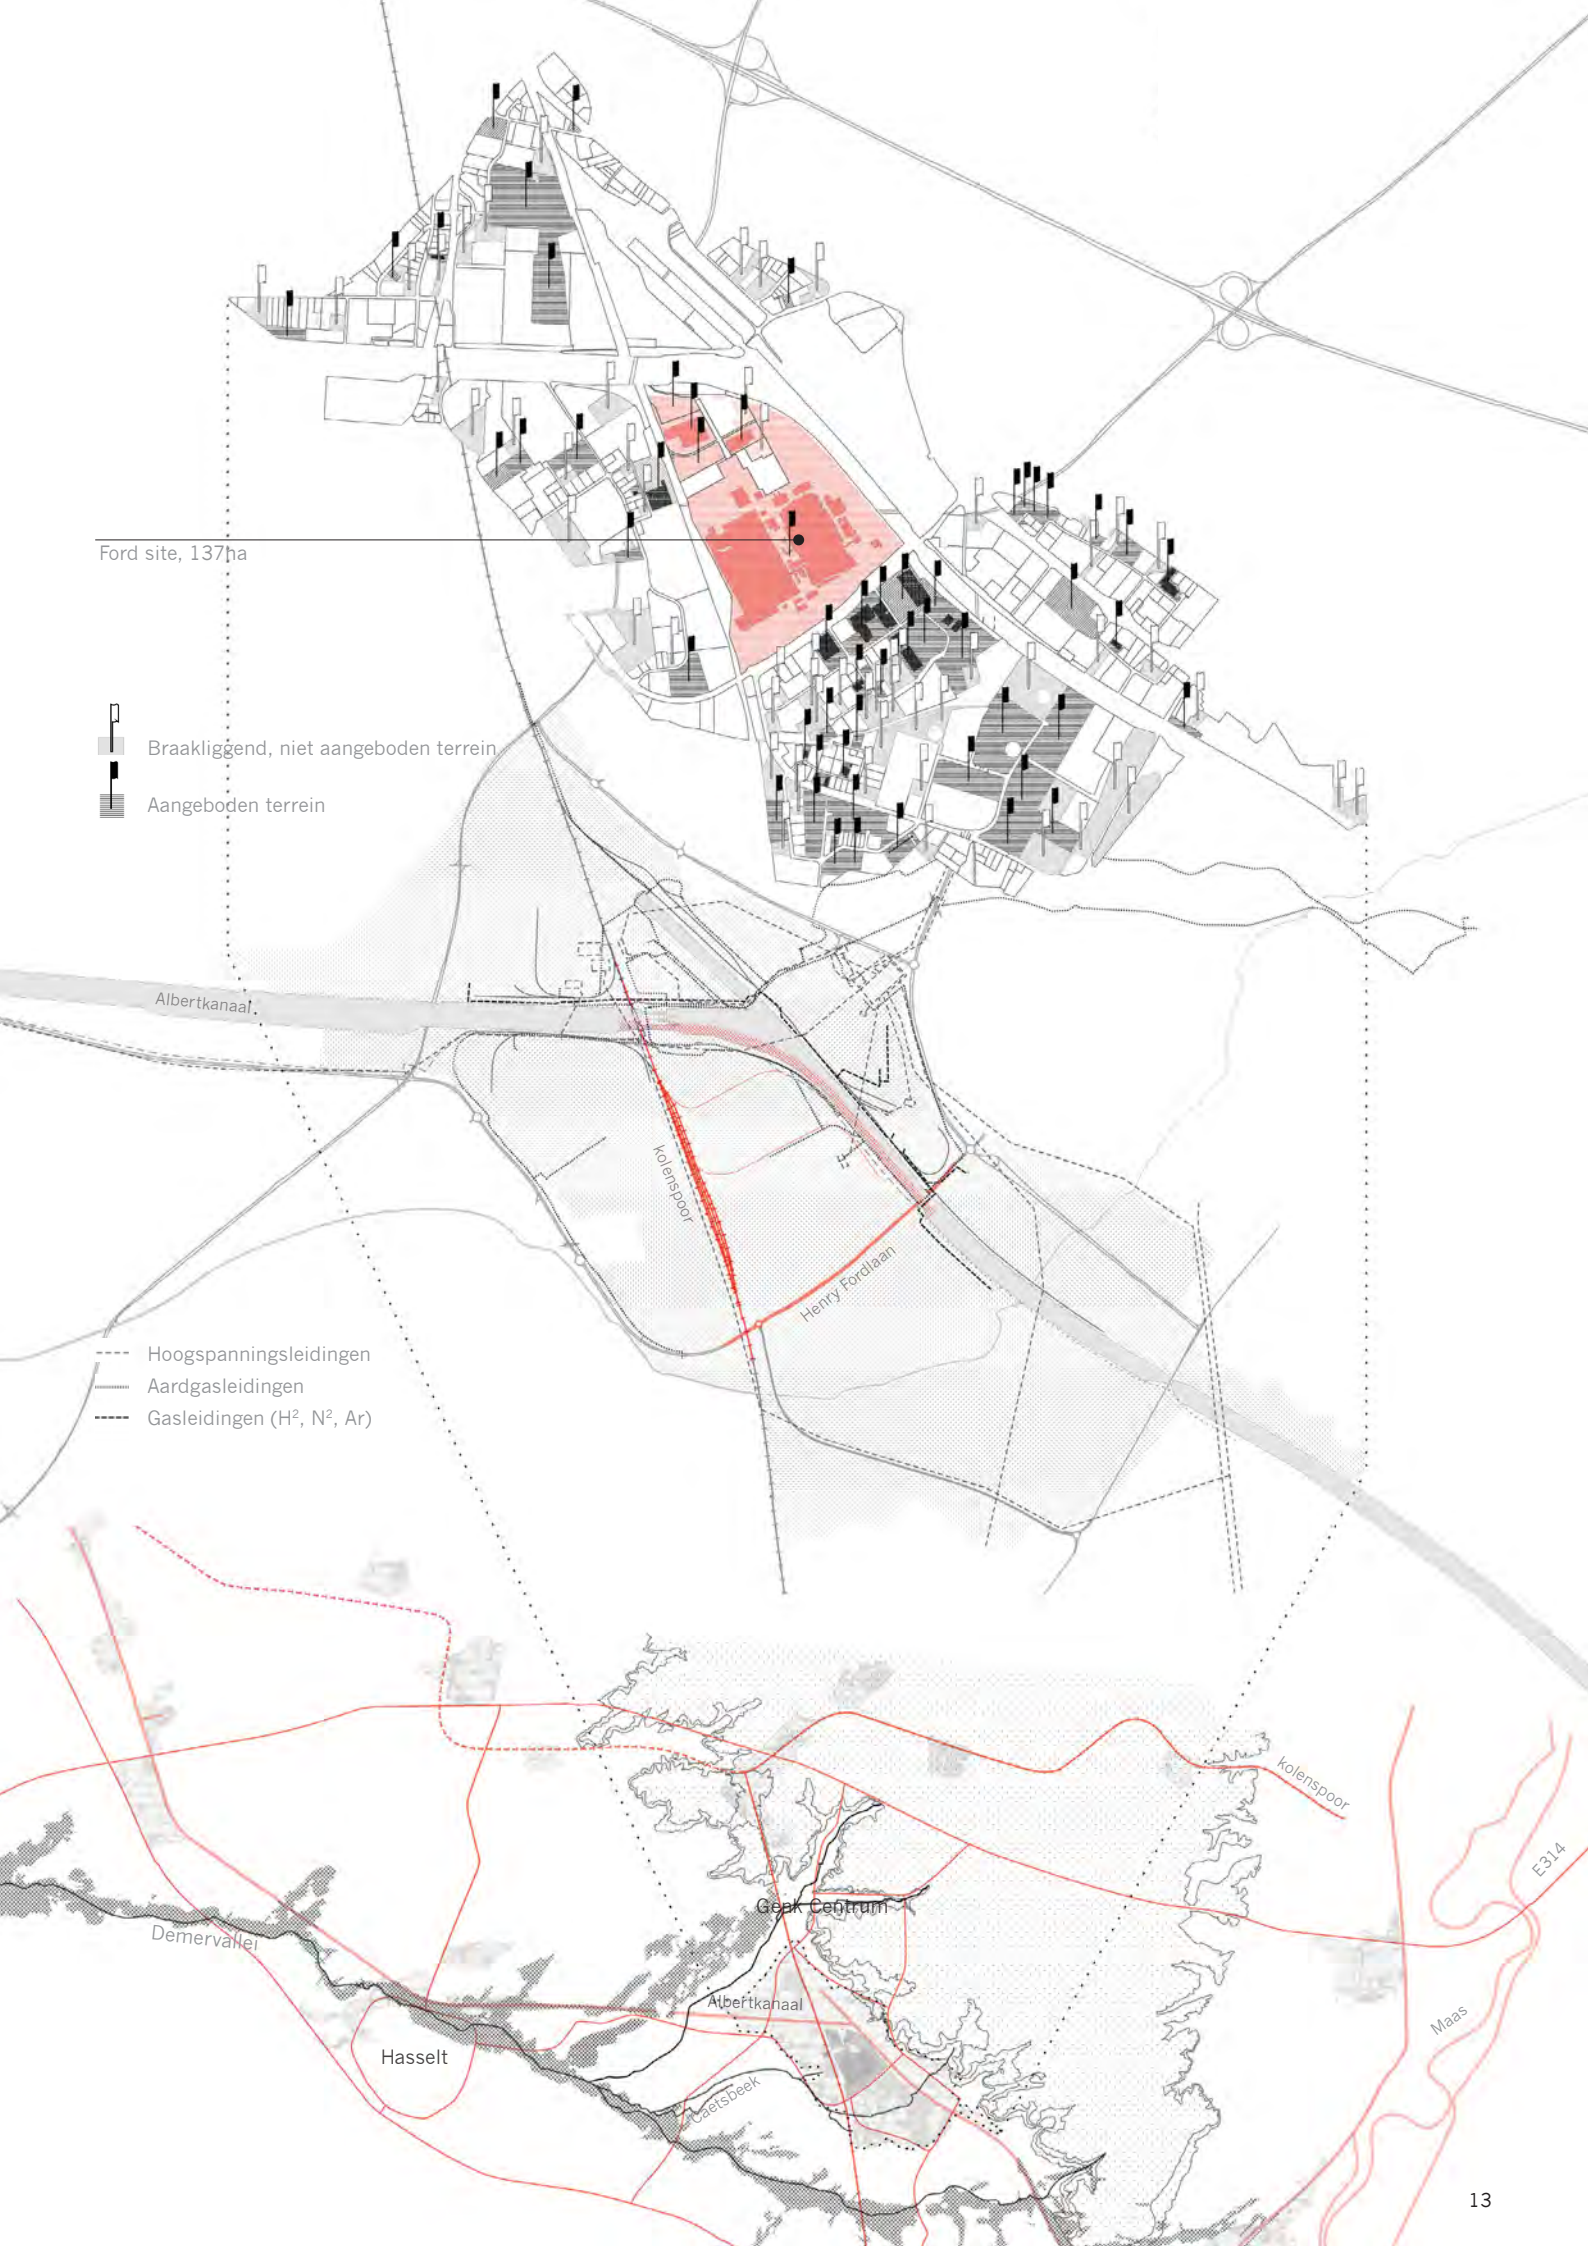 Ford site, 137ha
Braakliggend, niet aangeboden terrein
Aangeboden terrein
Albertkanaal
kolenspoor
Henry Fordlaan
Hoogspanningsleidingen
Aardgasleidingen
Gasleidingen (H², N², Ar)
kolenspoor
E314
Genk Centrum
Demervallei
Albertkanaal
Maas
Hasselt
Caetsbeek
13